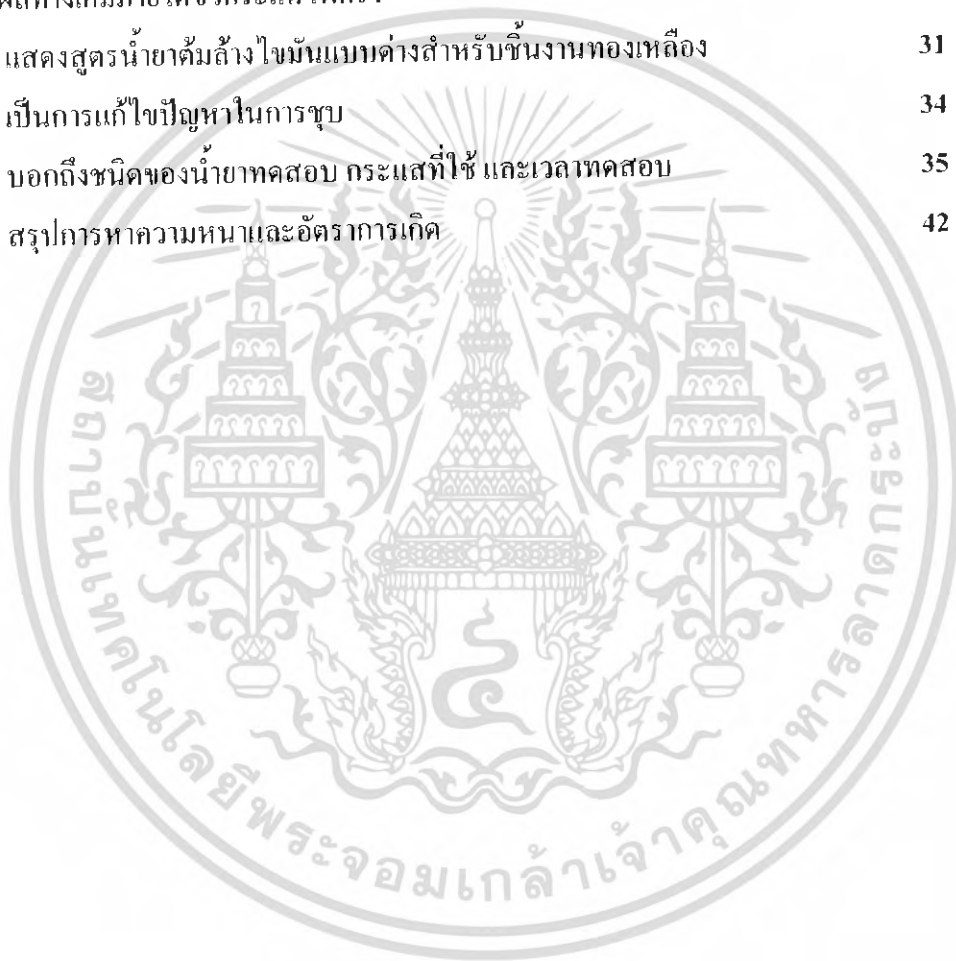 แสดงสูตรน้ำยาต้มล้างไขมันแบบด่างสำหรับชิ้นงานทองเหลือง 31
เป็นการแก้ไขปัญหาในการชุบ 34
บอกถึงชนิดของน้ำยาทดสอบ กระแสที่ใช้ และเวลาทดสอบ 35
สรุปการหาความหนาและอัตราการเกิด 42
สถาบันเทคโนโลยีพระจอมเกล้าเจ้าคุณทหารลาดกระบัง